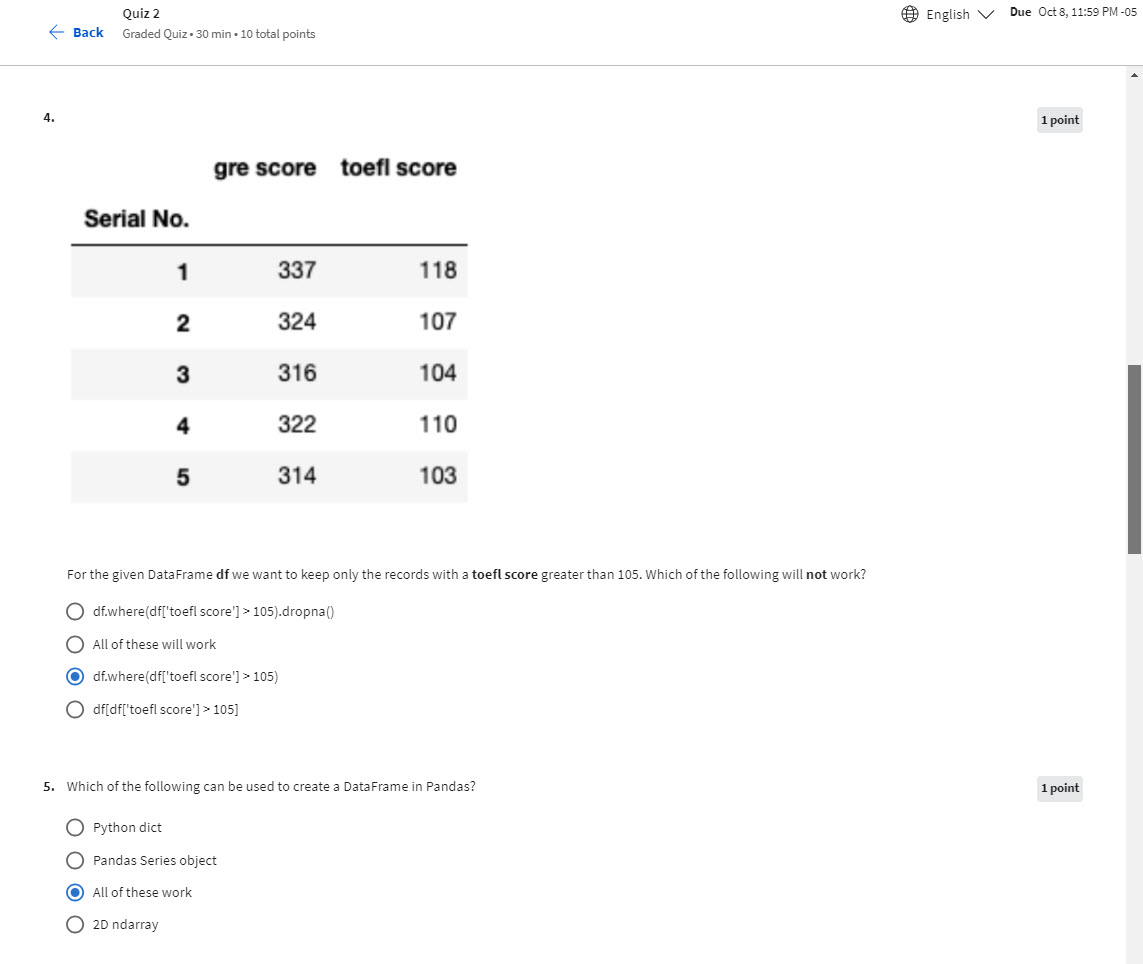 Quiz 2
Back
Graded Quiz • 30 min • 10 total points
English
Due Oct 8, 11:59 PM -05
4.
1 point
gre score toefl score
Serial No.
1 337 118
2 324 107
3 316 104
4 322 110
5 314 103
For the given DataFrame df we want to keep only the records with a toefl score greater than 105. Which of the following will not work?
df.where(df['toefl score'] > 105).dropna()
All of these will work
df.where(df['toefl score'] > 105)
df[df['toefl score'] > 105]
5. Which of the following can be used to create a DataFrame in Pandas?
1 point
Python dict
Pandas Series object
All of these work
2D ndarray